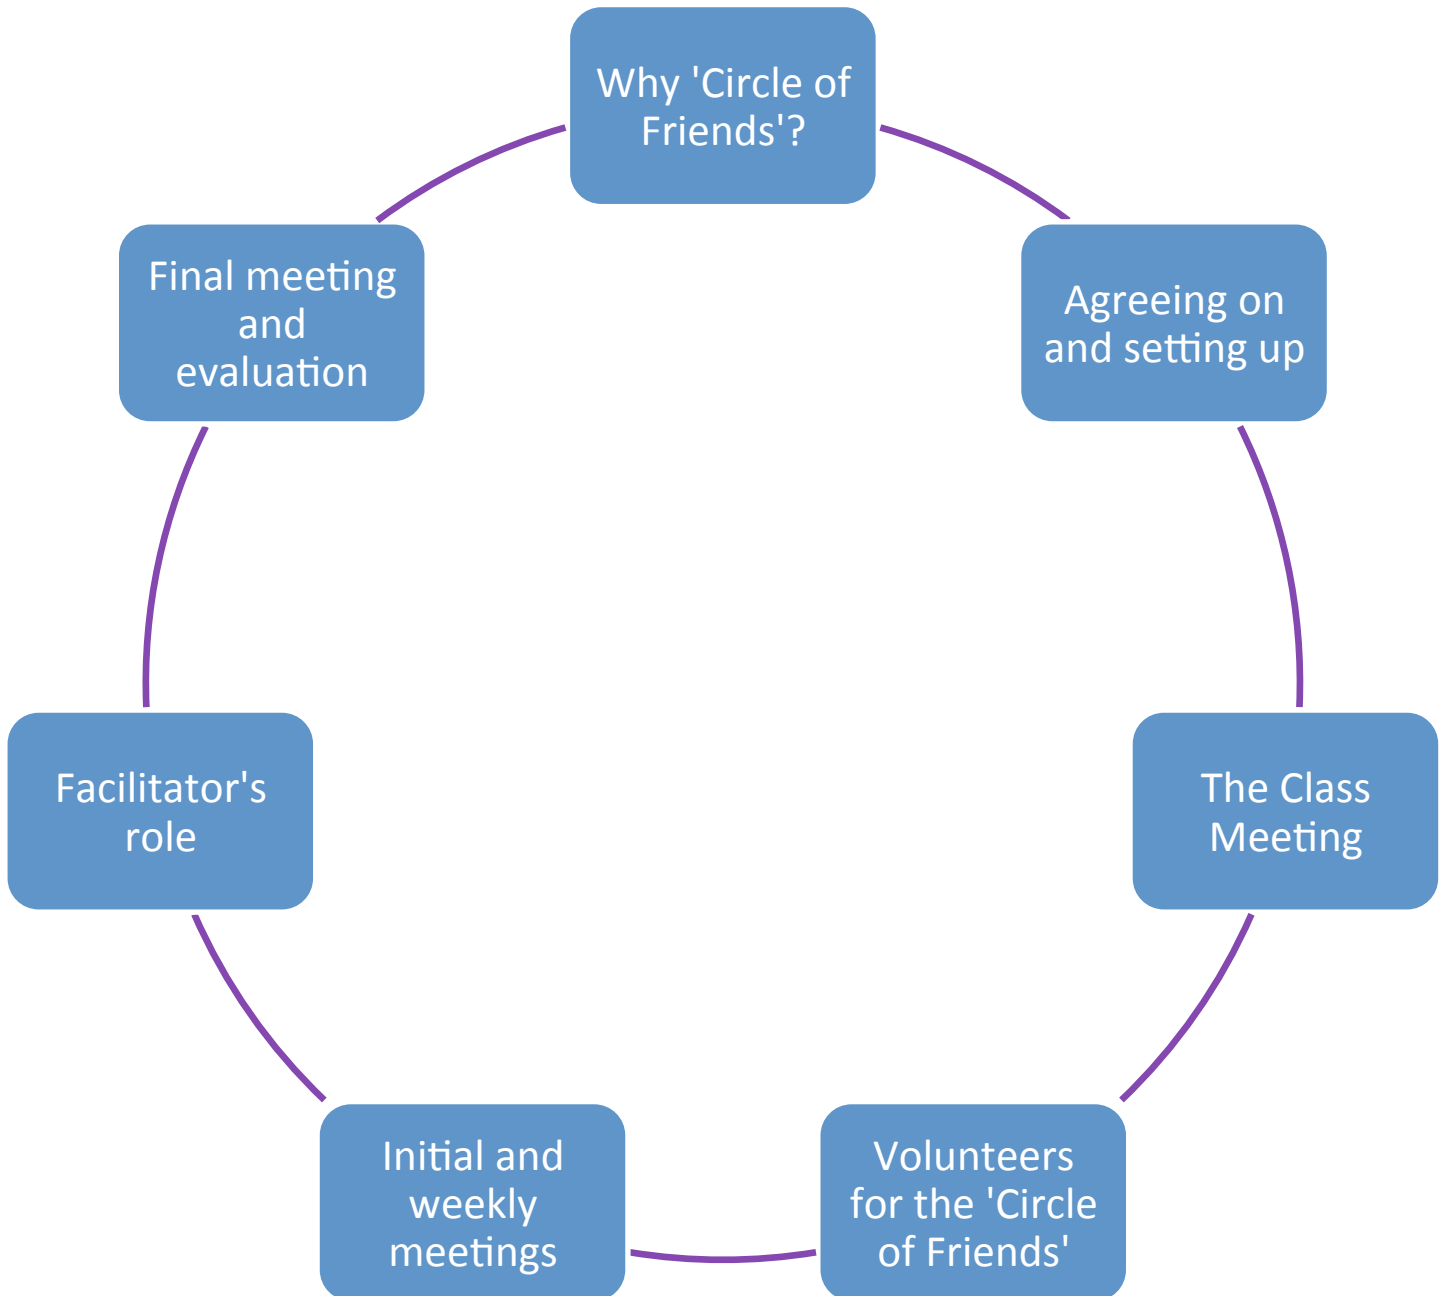 Why 'Circle of
Friends'?
Agreeing on
and setting up
The Class
Meeting
Volunteers
for the 'Circle
of Friends'
Initial and
weekly
meetings
Facilitator's
role
Final meeting
and
evaluation